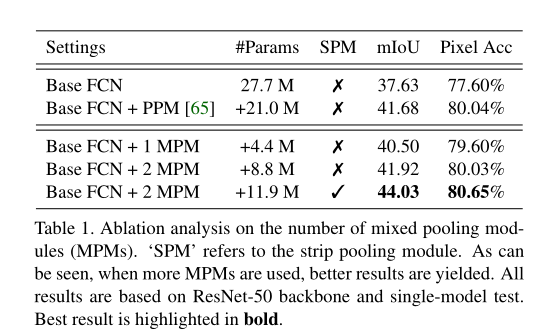 Settings #Params SPM mIoU Pixel Acc
Base FCN 27.7 M ✗ 37.63 77.60%
Base FCN + PPM [65] +21.0 M ✗ 41.68 80.04%
Base FCN + 1 MPM +4.4 M ✗ 40.50 79.60%
Base FCN + 2 MPM +8.8 M ✗ 41.92 80.03%
Base FCN + 2 MPM +11.9 M ✓ 44.03 80.65%
Table 1. Ablation analysis on the number of mixed pooling mod-
ules (MPMs). ‘SPM’ refers to the strip pooling module. As can
be seen, when more MPMs are used, better results are yielded. All
results are based on ResNet-50 backbone and single-model test.
Best result is highlighted in bold.